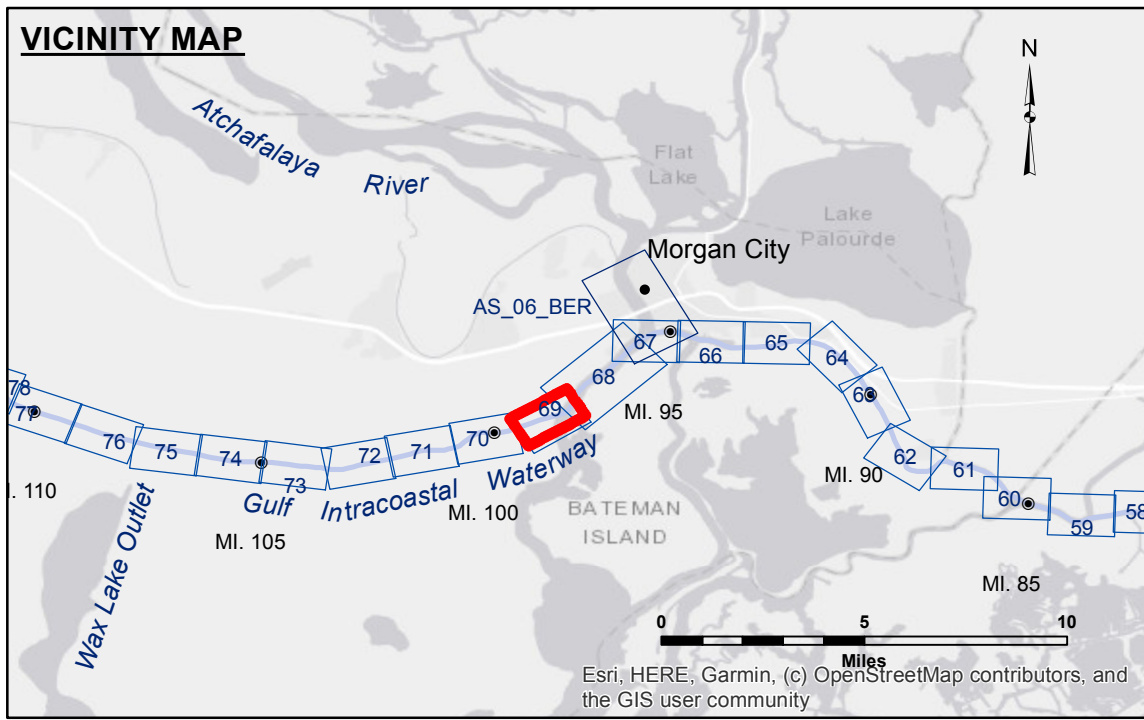 VICINITY MAP
N
Atchafalaya
River
Flat
Lake
Lake
Palourde
Morgan City
AS_06_BER
67
66
65
64
68
63
69
MI. 95
78
77
76
75
74
73
72
71
70
62
61
60
59
58
Waterway
MI. 90
Gulf
Intracoastal
MI. 100
BATEMAN
ISLAND
I. 110
MI. 105
Wax Lake Outlet
MI. 85
0 5 10
Miles
Esri, HERE, Garmin, (c) OpenStreetMap contributors, and
the GIS user community